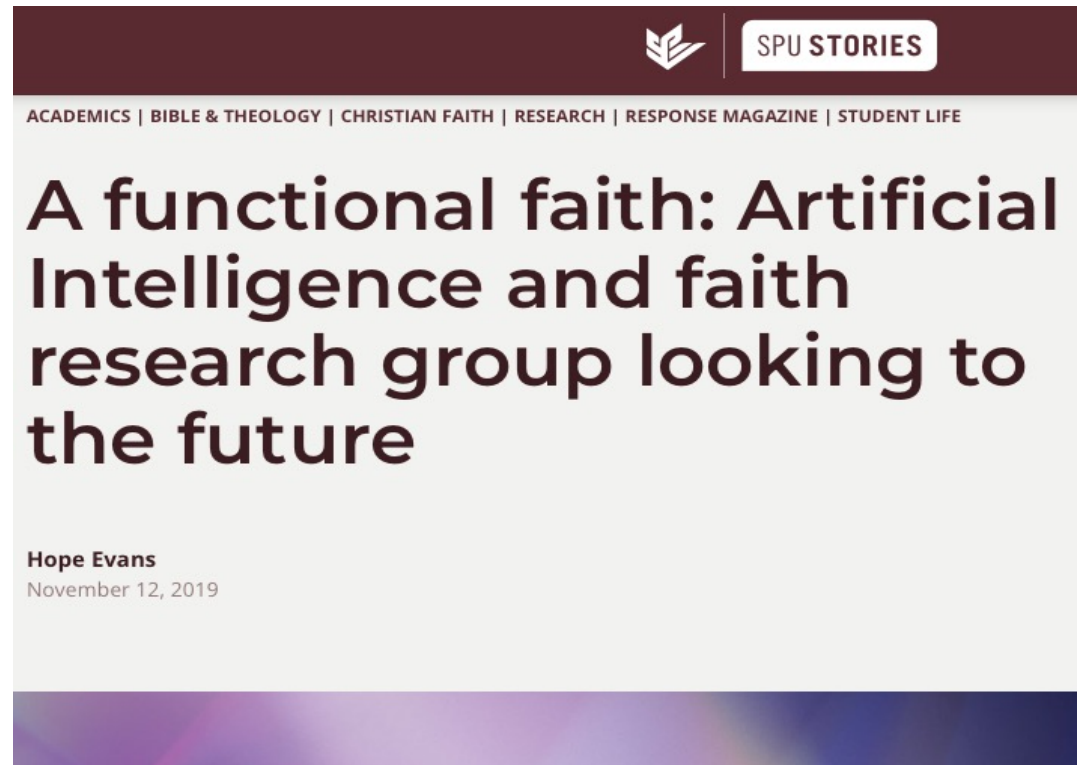 SPU STORIES
ACADEMICS | BIBLE & THEOLOGY | CHRISTIAN FAITH | RESEARCH | RESPONSE MAGAZINE | STUDENT LIFE
A functional faith: Artificial
Intelligence and faith
research group looking to
the future
Hope Evans
November 12, 2019